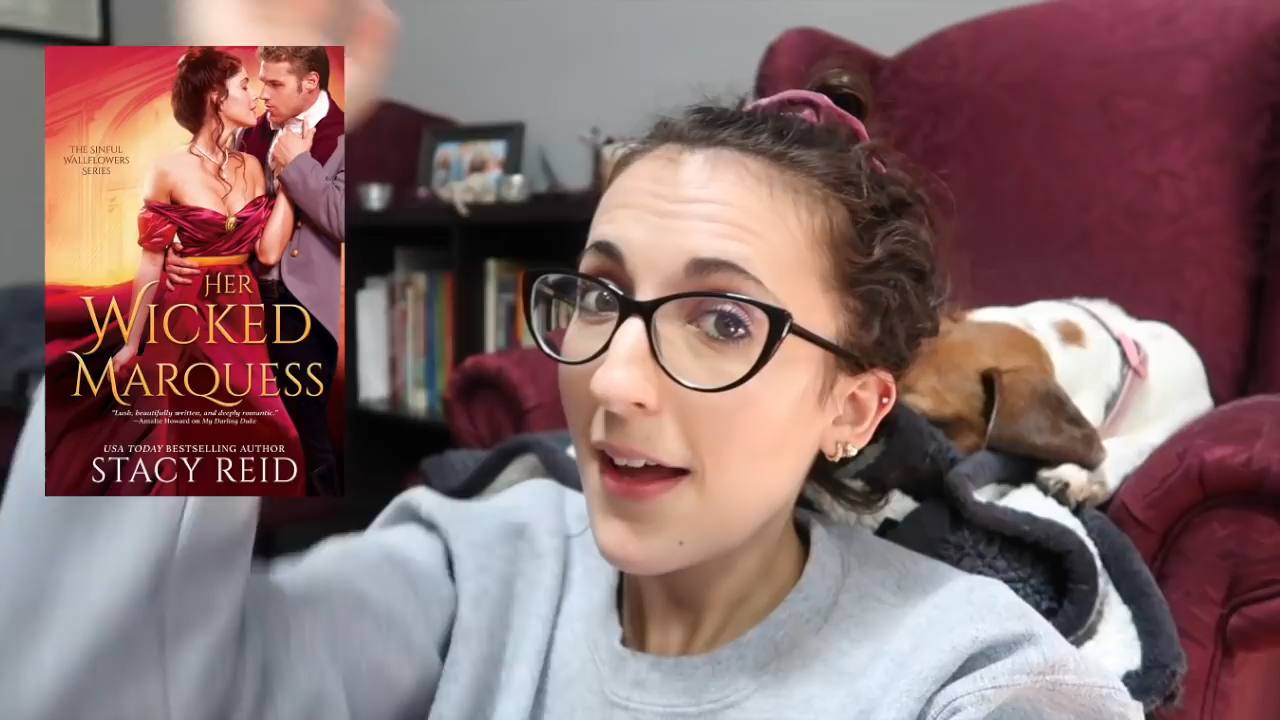 THE SINFUL
WALLFLOWERS
SERIES
HER
WICKED
MARQUESS
"Lush, beautifully written, and deeply romantic."
—Amalie Howard on My Darling Duke
USA TODAY BESTSELLING AUTHOR
STACY REID